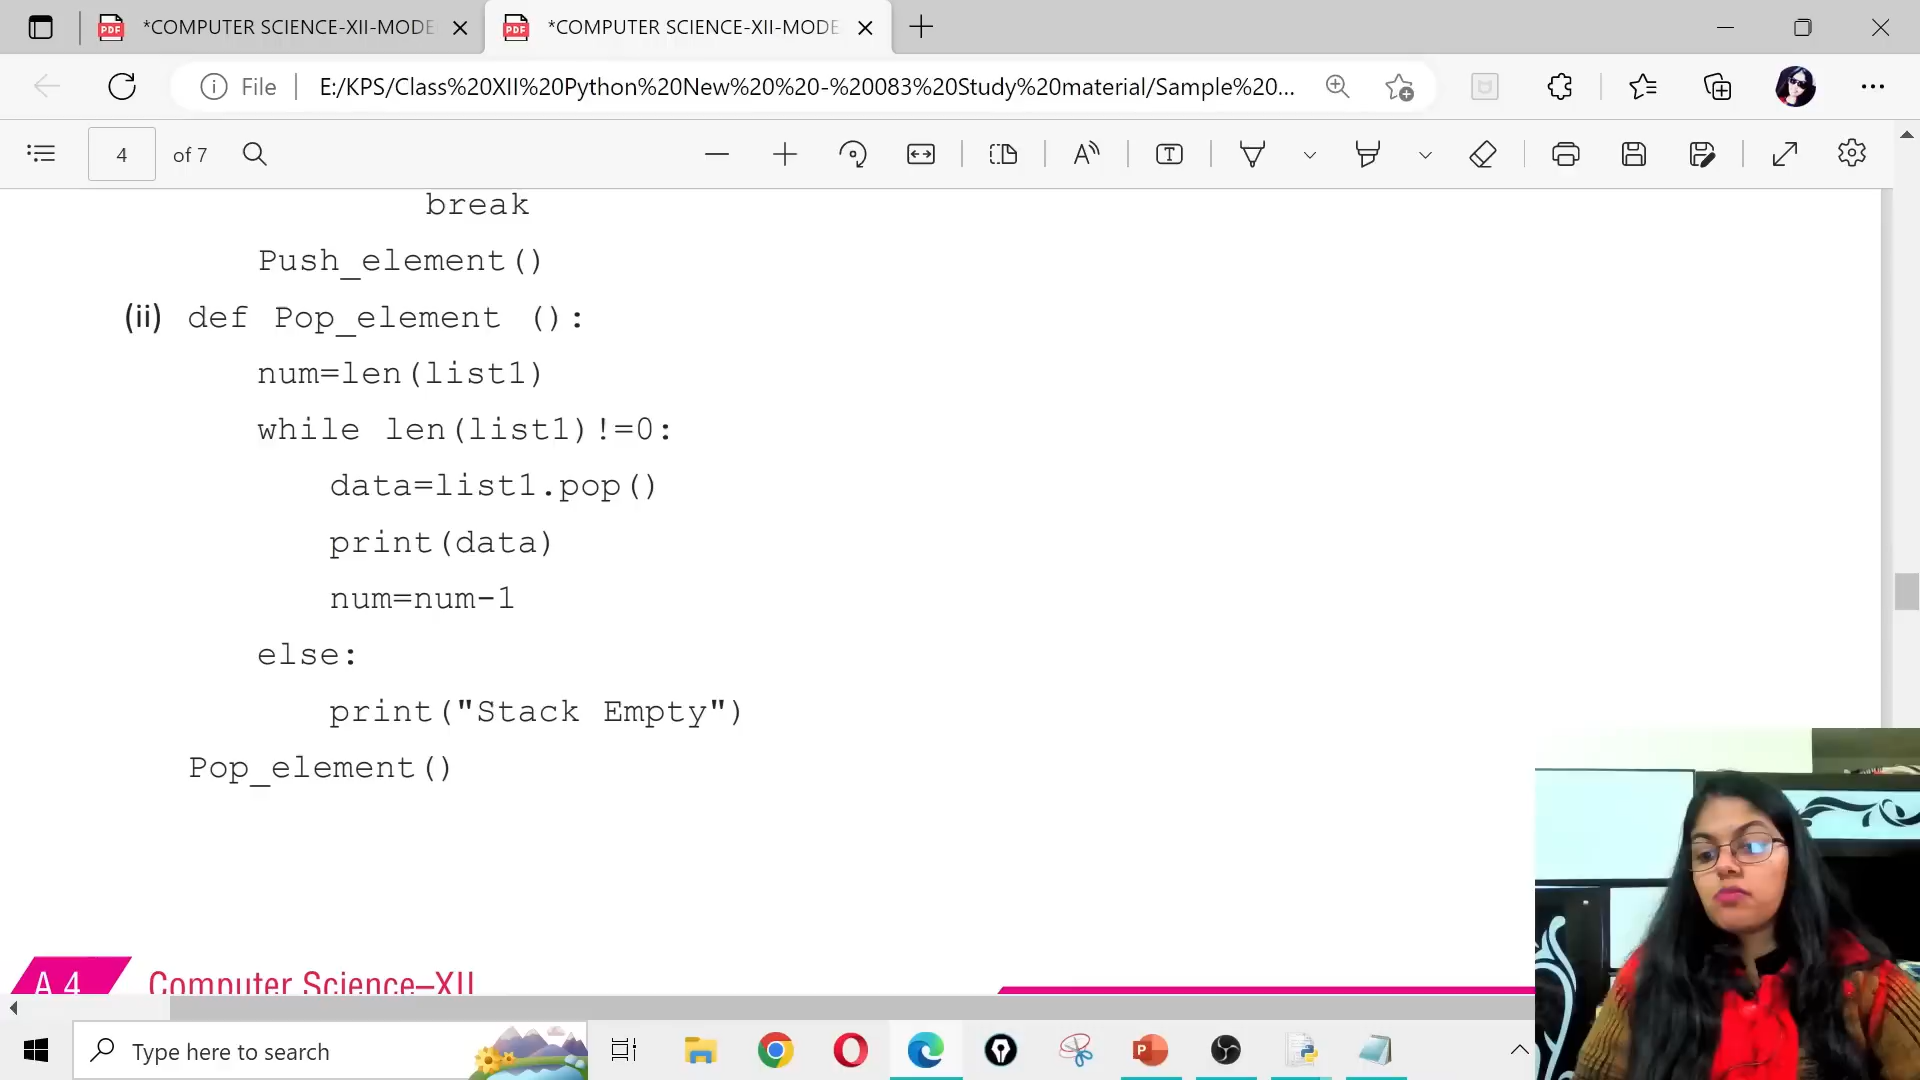 *COMPUTER SCIENCE-XII-MODE
*COMPUTER SCIENCE-XII-MODE
File
E:/KPS/Class%20XII%20Python%20New%20%20-%20083%20Study%20material/Sample%20...
4 of 7
break
Push_element()
(ii) def Pop_element ():
num=len(list1)
while len(list1)!=0:
data=list1.pop()
print(data)
num=num-1
else:
print("Stack Empty")
Pop_element()
A 4 Computer Science–XII
Type here to search